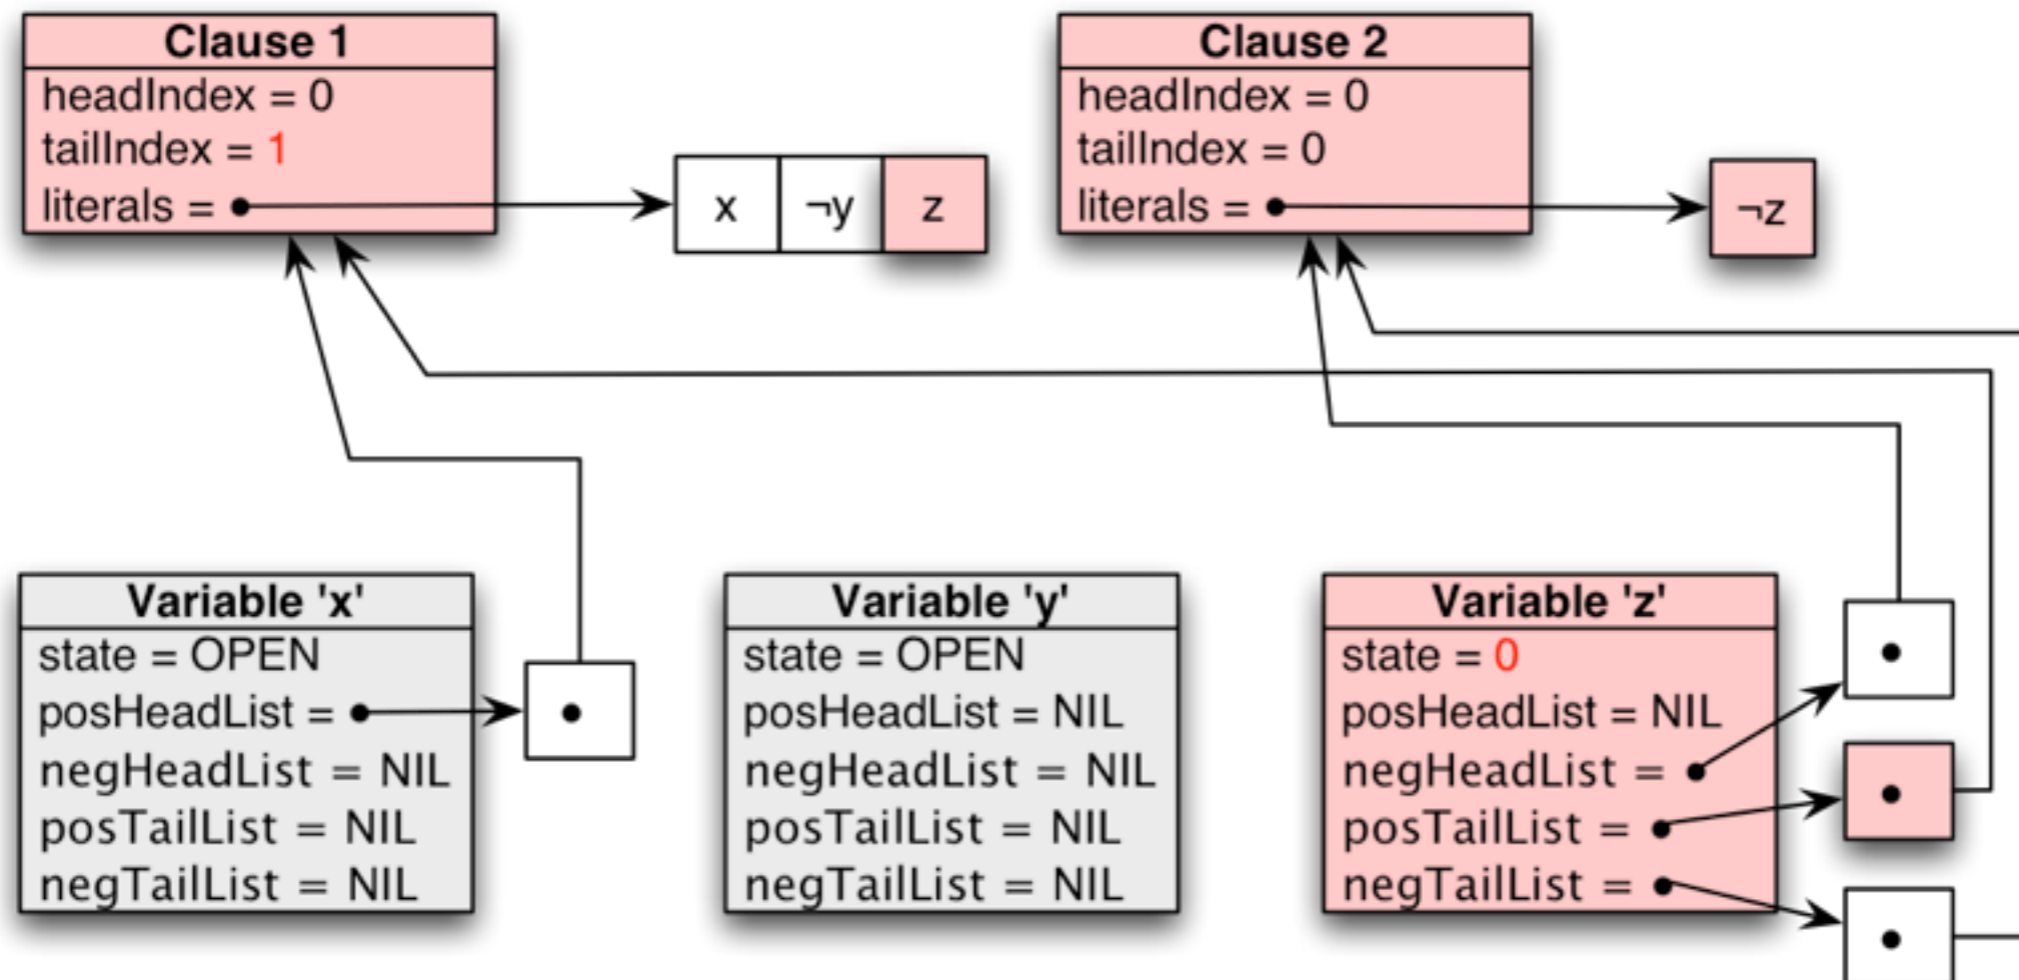 Clause 1
headIndex = 0
tailIndex = 1
literals =
x ¬y z
Clause 2
headIndex = 0
tailIndex = 0
literals =
¬z
Variable 'x'
state = OPEN
posHeadList =
negHeadList = NIL
posTailList = NIL
negTailList = NIL
Variable 'y'
state = OPEN
posHeadList = NIL
negHeadList = NIL
posTailList = NIL
negTailList = NIL
Variable 'z'
state = 0
posHeadList = NIL
negHeadList =
posTailList =
negTailList =